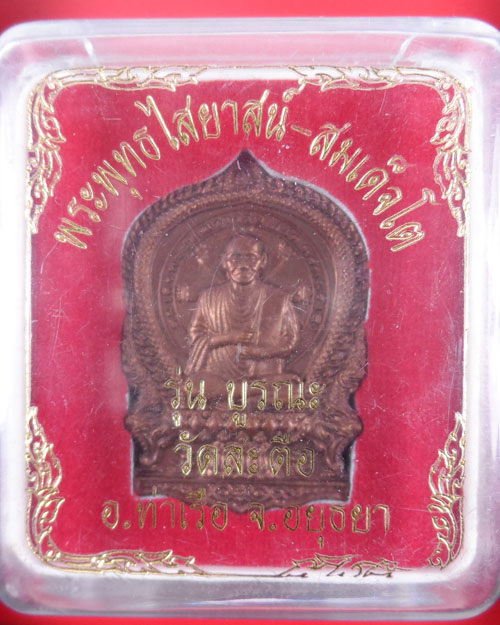 พระพุทธไสยาสน์-สมเด็จโต
รุ่น บูรณะ
วัดสะตือ
อ.ท่าเรือ จ.อยุธยา